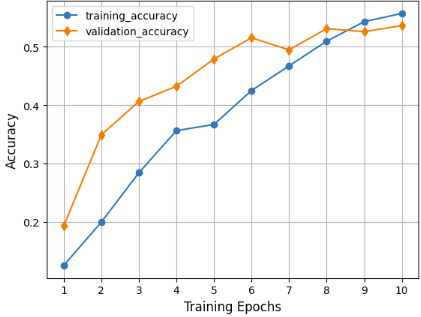 training_accuracy
validation_accuracy
Accuracy
0.5
0.4
0.3
0.2
1 2 3 4 5 6 7 8 9 10
Training Epochs